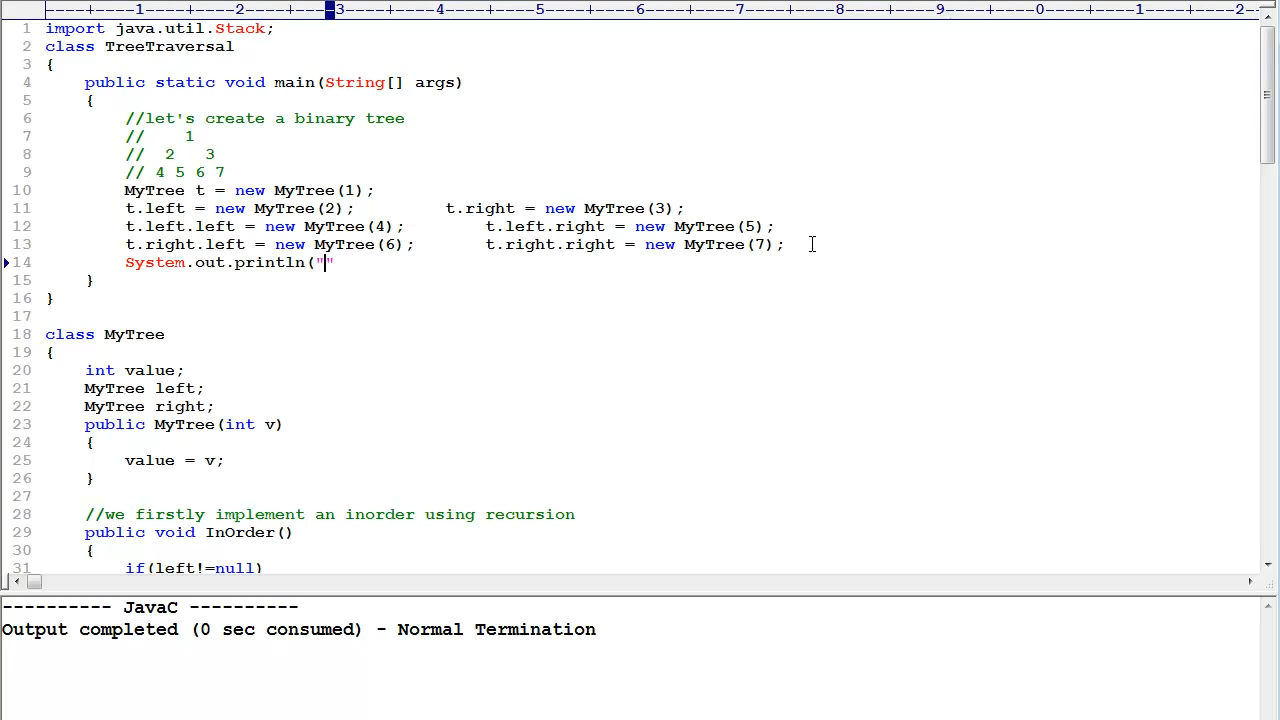 ----+----1----+----2----+----3----+----4----+----5----+----6----+----7----+----8----+----9----+----0----+----1----+----2--
1 import java.util.Stack;
2 class TreeTraversal
3 {
4     public static void main(String[] args)
5     {
6         //let's create a binary tree
7         //    1
8         //  2   3
9         // 4 5 6 7
10         MyTree t = new MyTree(1);
11         t.left = new MyTree(2);         t.right = new MyTree(3);
12         t.left.left = new MyTree(4);        t.left.right = new MyTree(5);
13         t.right.left = new MyTree(6);       t.right.right = new MyTree(7);
14         System.out.println(""
15     }
16 }
17
18 class MyTree
19 {
20     int value;
21     MyTree left;
22     MyTree right;
23     public MyTree(int v)
24     {
25         value = v;
26     }
27
28     //we firstly implement an inorder using recursion
29     public void InOrder()
30     {
31         if(left!=null)
---------- JavaC ----------
Output completed (0 sec consumed) - Normal Termination